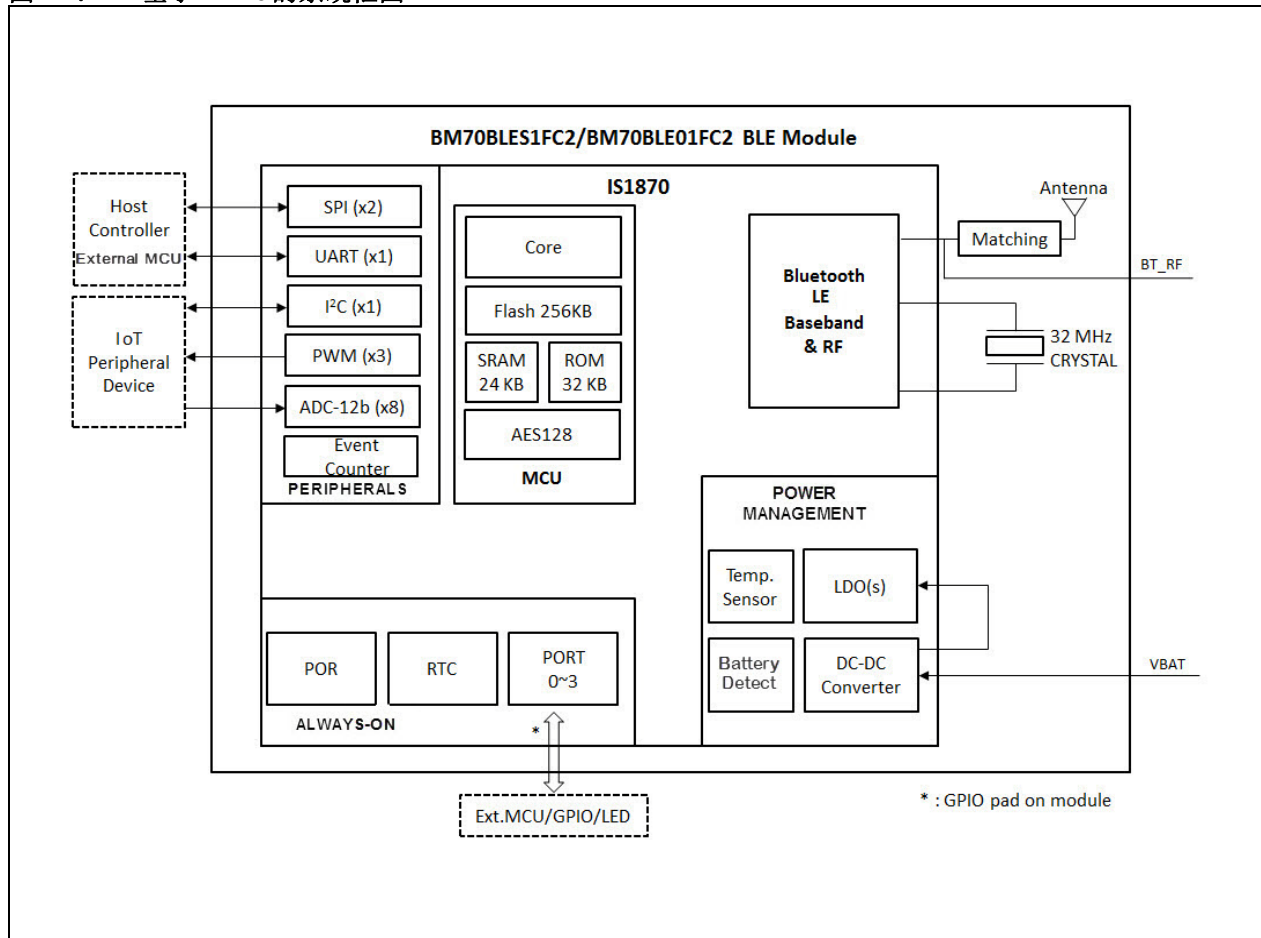 BM70BLES1FC2/BM70BLE01FC2 BLE Module
IS1870
Host
Controller
External MCU
IoT
Peripheral
Device
SPI (x2)
UART (x1)
I²C (x1)
PWM (x3)
ADC-12b (x8)
Event
Counter
PERIPHERALS
Core
Flash 256KB
SRAM
24 KB
ROM
32 KB
AES128
MCU
Bluetooth
LE
Baseband
& RF
Antenna
Matching
BT_RF
32 MHz
CRYSTAL
POWER
MANAGEMENT
Temp.
Sensor
LDO(s)
Battery
Detect
DC-DC
Converter
VBAT
POR
RTC
PORT
0~3
ALWAYS-ON
*
Ext.MCU/GPIO/LED
* : GPIO pad on module